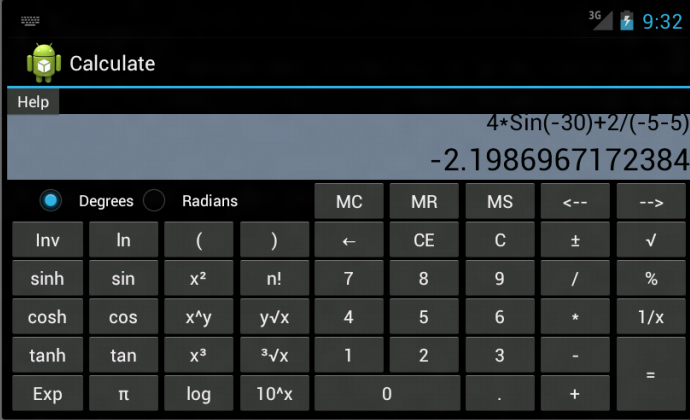 3G 9:32
Calculate
Help
4*Sin(-30)+2/(-5-5)
-2.1986967172384
Degrees Radians MC MR MS <-- -->
Inv ln ( ) ← CE C ± √
sinh sin x² n! 7 8 9 / %
cosh cos x^y y√x 4 5 6 * 1/x
tanh tan x³ ³√x 1 2 3 - =
Exp π log 10^x 0 . +